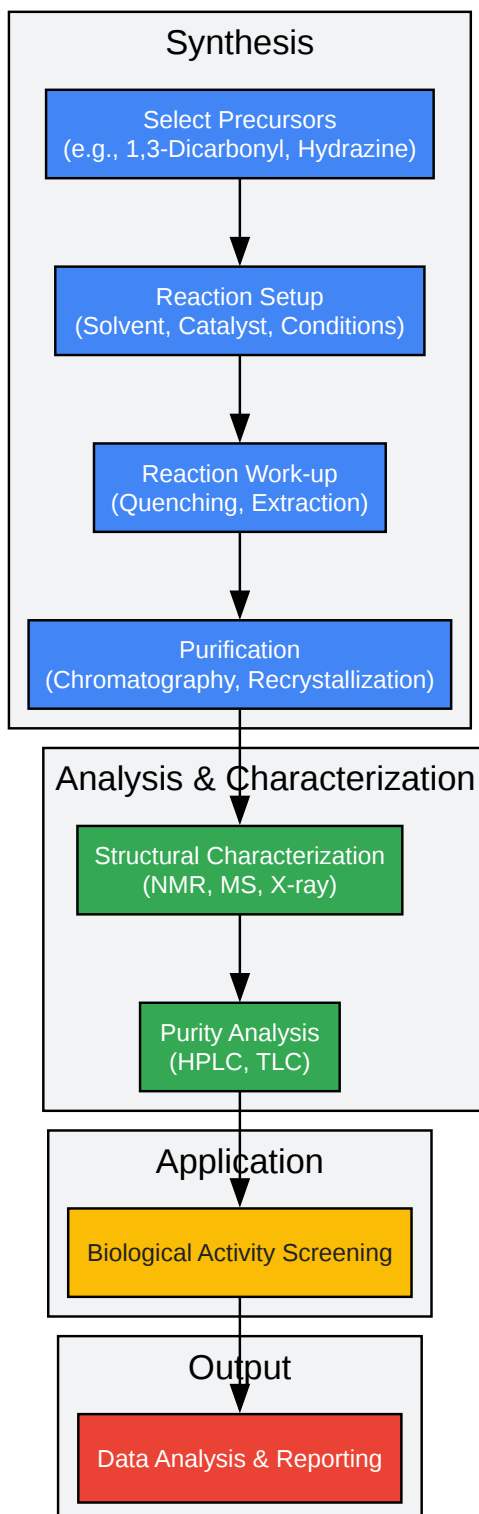 Synthesis
Select Precursors
(e.g., 1,3-Dicarbonyl, Hydrazine)
Reaction Setup
(Solvent, Catalyst, Conditions)
Reaction Work-up
(Quenching, Extraction)
Purification
(Chromatography, Recrystallization)
Analysis & Characterization
Structural Characterization
(NMR, MS, X-ray)
Purity Analysis
(HPLC, TLC)
Application
Biological Activity Screening
Output
Data Analysis & Reporting